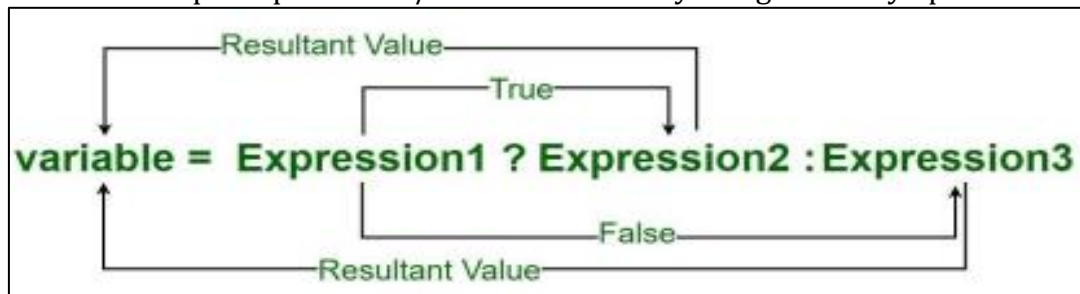 Resultant Value
True
variable = Expression1 ? Expression2 : Expression3
False
Resultant Value